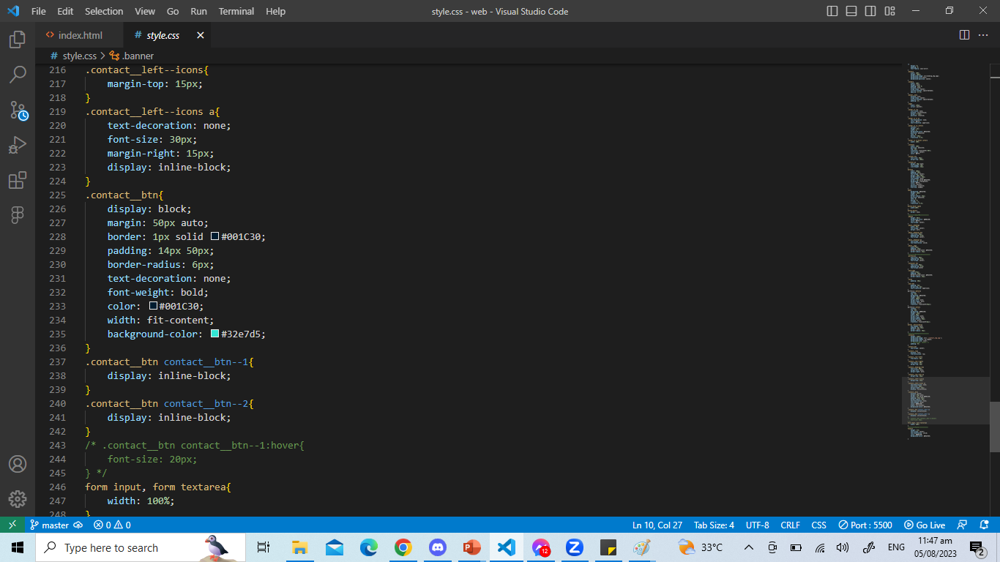 File Edit Selection View Go Run Terminal Help style.css - web - Visual Studio Code
<> index.html # style.css ×
# style.css > .banner
216 .contact__left--icons{
217 margin-top: 15px;
218 }
219 .contact__left--icons a{
220 text-decoration: none;
221 font-size: 30px;
222 margin-right: 15px;
223 display: inline-block;
224 }
225 .contact__btn{
226 display: block;
227 margin: 50px auto;
228 border: 1px solid #001C30;
229 padding: 14px 50px;
230 border-radius: 6px;
231 text-decoration: none;
232 font-weight: bold;
233 color: #001C30;
234 width: fit-content;
235 background-color: #32e7d5;
236 }
237 .contact__btn contact__btn--1{
238 display: inline-block;
239 }
240 .contact__btn contact__btn--2{
241 display: inline-block;
242 }
243 /* .contact__btn contact__btn--1:hover{
244 font-size: 20px;
245 } */
246 form input, form textarea{
247 width: 100%;
248 }
master 0 0 Ln 10, Col 27 Tab Size: 4 UTF-8 CRLF CSS Port : 5500 Go Live
Type here to search 12 33°C ENG 11:47 am
05/08/2023 2